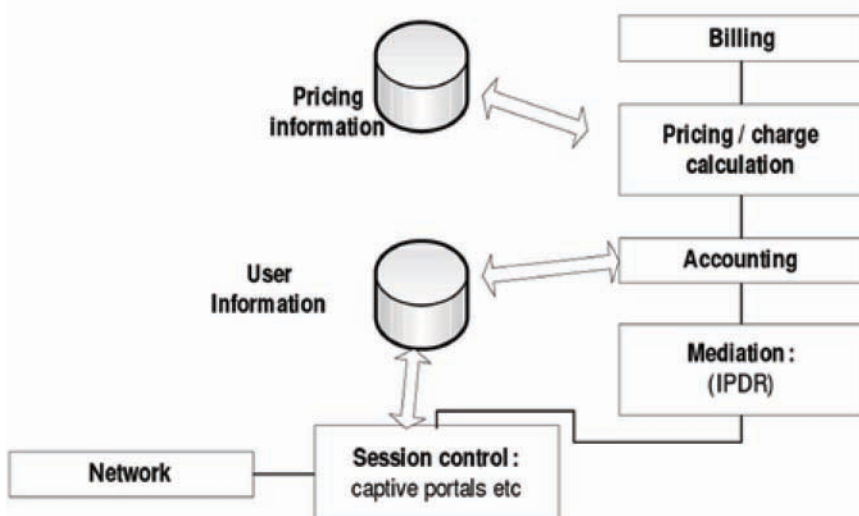 Billing
Pricing
information
Pricing / charge
calculation
User
Information
Accounting
Mediation :
(IPDR)
Network
Session control :
captive portals etc